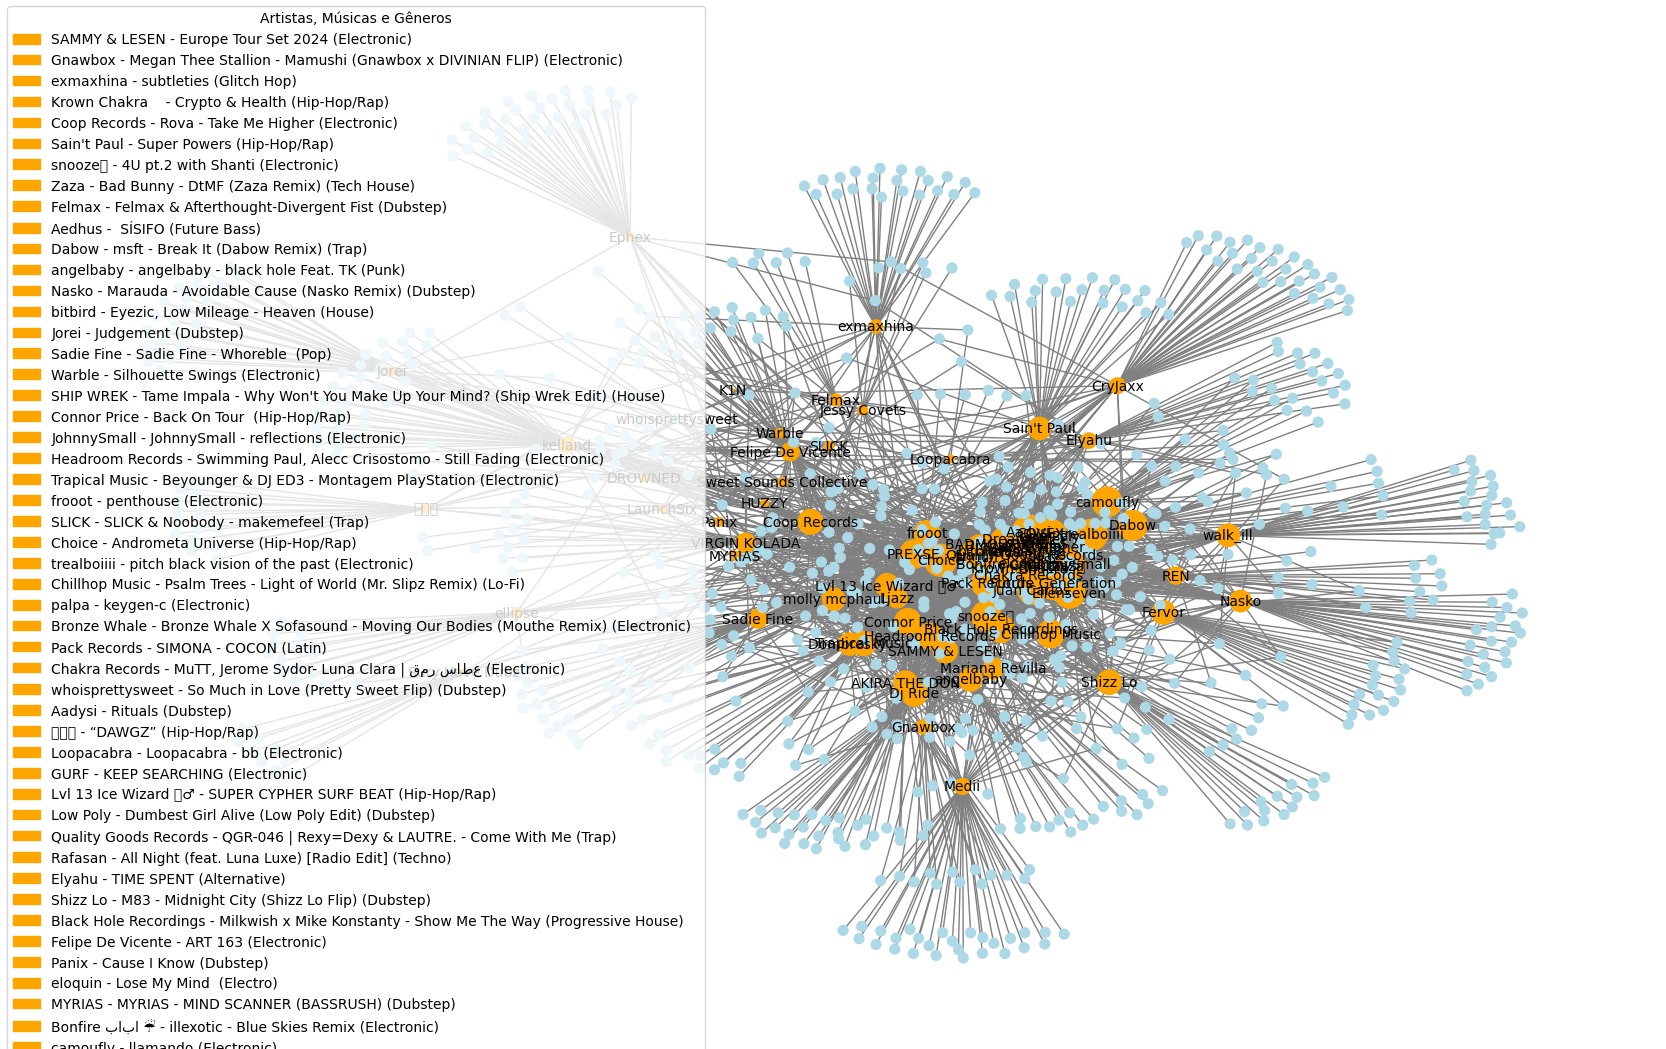 Artistas, Músicas e Gêneros
SAMMY & LESEN - Europe Tour Set 2024 (Electronic)
Gnawbox - Megan Thee Stallion - Mamushi (Gnawbox x DIVINIAN FLIP) (Electronic)
exmaxhina - subtleties (Glitch Hop)
Krown Chakra    - Crypto & Health (Hip-Hop/Rap)
Coop Records - Rova - Take Me Higher (Electronic)
Sain't Paul - Super Powers (Hip-Hop/Rap)
snooze▯ - 4U pt.2 with Shanti (Electronic)
Zaza - Bad Bunny - DtMF (Zaza Remix) (Tech House)
Felmax - Felmax & Afterthought-Divergent Fist (Dubstep)
Aedhus -  SÍSIFO (Future Bass)
Dabow - msft - Break It (Dabow Remix) (Trap)
angelbaby - angelbaby - black hole Feat. TK (Punk)
Nasko - Marauda - Avoidable Cause (Nasko Remix) (Dubstep)
bitbird - Eyezic, Low Mileage - Heaven (House)
Jorei - Judgement (Dubstep)
Sadie Fine - Sadie Fine - Whoreble  (Pop)
Warble - Silhouette Swings (Electronic)
SHIP WREK - Tame Impala - Why Won't You Make Up Your Mind? (Ship Wrek Edit) (House)
Connor Price - Back On Tour  (Hip-Hop/Rap)
JohnnySmall - JohnnySmall - reflections (Electronic)
Headroom Records - Swimming Paul, Alecc Crisostomo - Still Fading (Electronic)
Trapical Music - Beyounger & DJ ED3 - Montagem PlayStation (Electronic)
frooot - penthouse (Electronic)
SLICK - SLICK & Noobody - makemefeel (Trap)
Choice - Andrometa Universe (Hip-Hop/Rap)
trealboiiii - pitch black vision of the past (Electronic)
Chillhop Music - Psalm Trees - Light of World (Mr. Slipz Remix) (Lo-Fi)
palpa - keygen-c (Electronic)
Bronze Whale - Bronze Whale X Sofasound - Moving Our Bodies (Mouthe Remix) (Electronic)
Pack Records - SIMONA - COCON (Latin)
Chakra Records - MuTT, Jerome Sydor- Luna Clara | قمر ساطع (Electronic)
whoisprettysweet - So Much in Love (Pretty Sweet Flip) (Dubstep)
Aadysi - Rituals (Dubstep)
▯▯▯ - “DAWGZ” (Hip-Hop/Rap)
Loopacabra - Loopacabra - bb (Electronic)
GURF - KEEP SEARCHING (Electronic)
Lvl 13 Ice Wizard ▯♂ - SUPER CYPHER SURF BEAT (Hip-Hop/Rap)
Low Poly - Dumbest Girl Alive (Low Poly Edit) (Dubstep)
Quality Goods Records - QGR-046 | Rexy=Dexy & LAUTRE. - Come With Me (Trap)
Rafasan - All Night (feat. Luna Luxe) [Radio Edit] (Techno)
Elyahu - TIME SPENT (Alternative)
Shizz Lo - M83 - Midnight City (Shizz Lo Flip) (Dubstep)
Black Hole Recordings - Milkwish x Mike Konstanty - Show Me The Way (Progressive House)
Felipe De Vicente - ART 163 (Electronic)
Panix - Cause I Know (Dubstep)
eloquin - Lose My Mind  (Electro)
MYRIAS - MYRIAS - MIND SCANNER (BASSRUSH) (Dubstep)
Bonfire بابا ☔ - illexotic - Blue Skies Remix (Electronic)
camoufly - llamando (Electronic)
Ephex
exmaxhina
Jorei
K1N
CryJaxx
Felmax
Jessy Covets
whoisprettysweet
Sain't Paul
Warble
Elyahu
kelland
SLICK
Felipe De Vicente
Loopacabra
DROWNED
Sweet Sounds Collective
HUZZY
camoufly
▯▯▯
LaunchSix
Panix
Coop Records
Dabow
frooot
trealboiiii
walk_lll
VIRGIN KOLADA
MYRIAS
PREXSE
Choice
Chakra Records
REN
Lvl 13 Ice Wizard ▯♂
Pack Records
Juan Carlos
Ellenseven
molly mcphaul
LJazz
Nasko
ellipse
Sadie Fine
Connor Price
snooze▯
Fervor
Black Hole Recordings
Headroom Records
Chillhop Music
Trapical Music
SAMMY & LESEN
Mariana Revilla
AKIRA THE DON
angelbaby
Shizz Lo
Dj Ride
Gnawbox
Medii